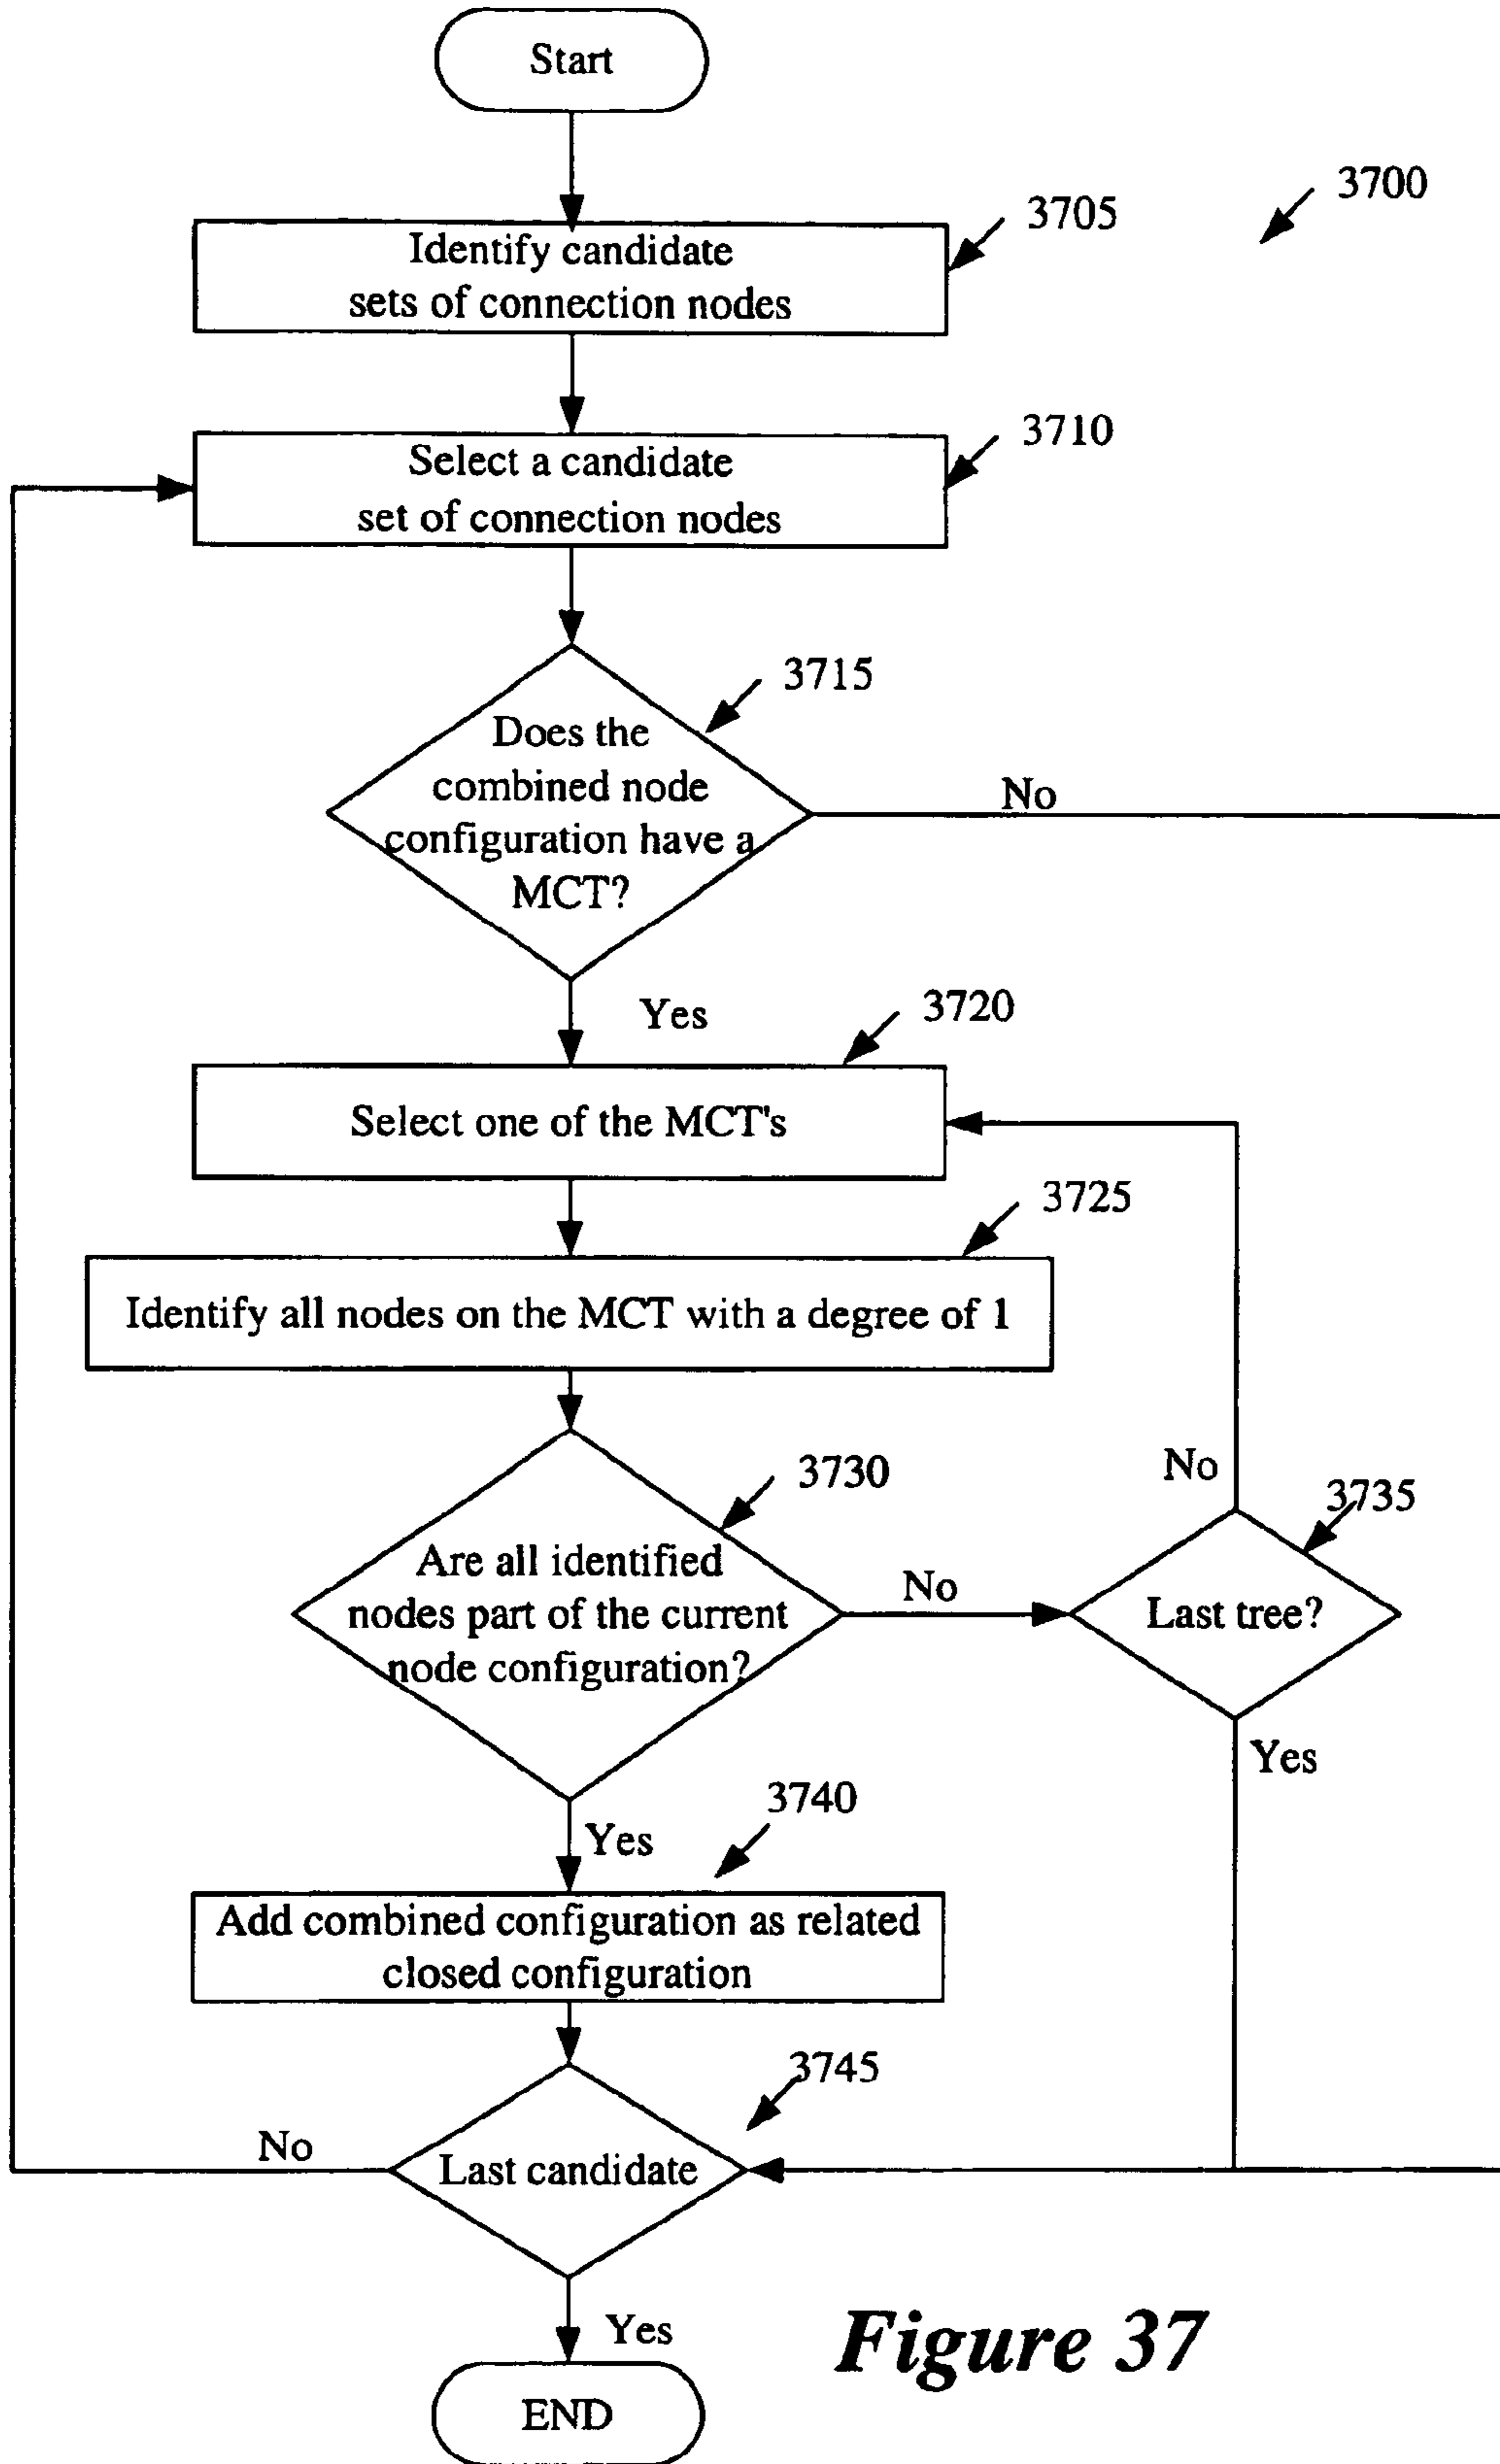 Start
3700
3705
Identify candidate
sets of connection nodes
3710
Select a candidate
set of connection nodes
3715
Does the
combined node
configuration have a
MCT?
No
Yes
3720
Select one of the MCT's
3725
Identify all nodes on the MCT with a degree of 1
3730
Are all identified
nodes part of the current
node configuration?
No
No
3735
Last tree?
Yes
Yes
3740
Add combined configuration as related
closed configuration
3745
Last candidate
No
Yes
END
Figure 37